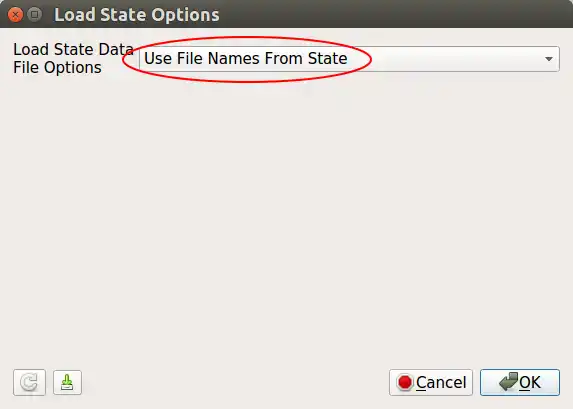 Load State Options
Load State Data
File Options
Use File Names From State
Cancel
OK